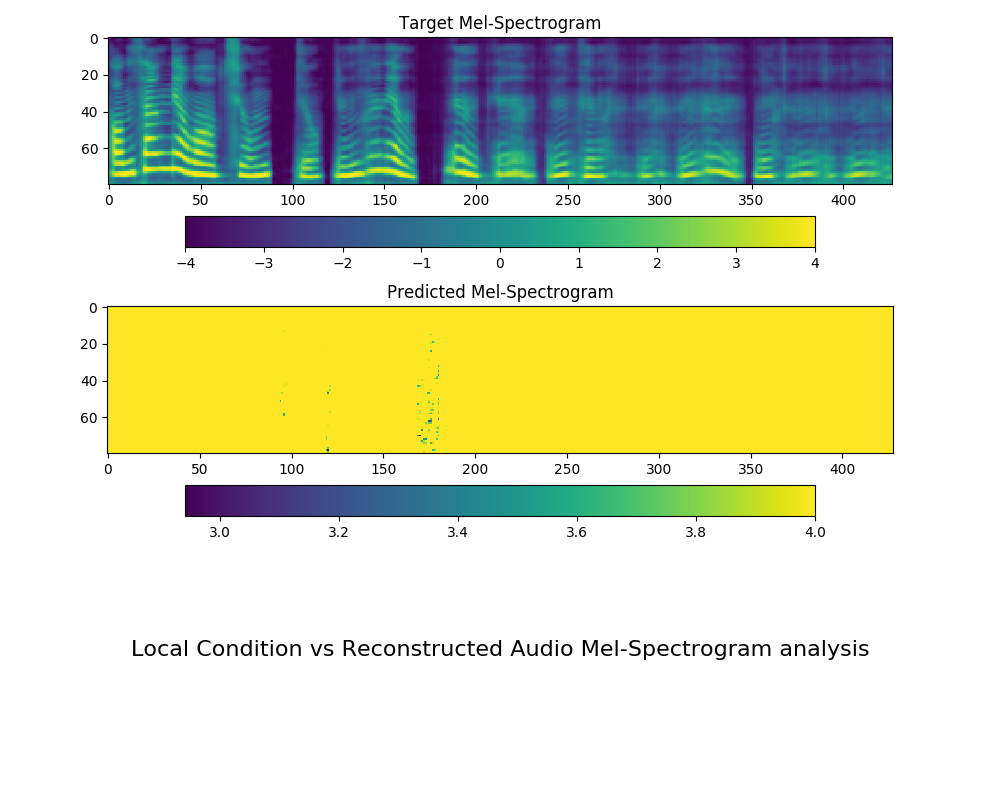 Target Mel-Spectrogram
0
20
40
60
0 50 100 150 200 250 300 350 400
−4 −3 −2 −1 0 1 2 3 4
Predicted Mel-Spectrogram
0
20
40
60
0 50 100 150 200 250 300 350 400
3.0 3.2 3.4 3.6 3.8 4.0
Local Condition vs Reconstructed Audio Mel-Spectrogram analysis